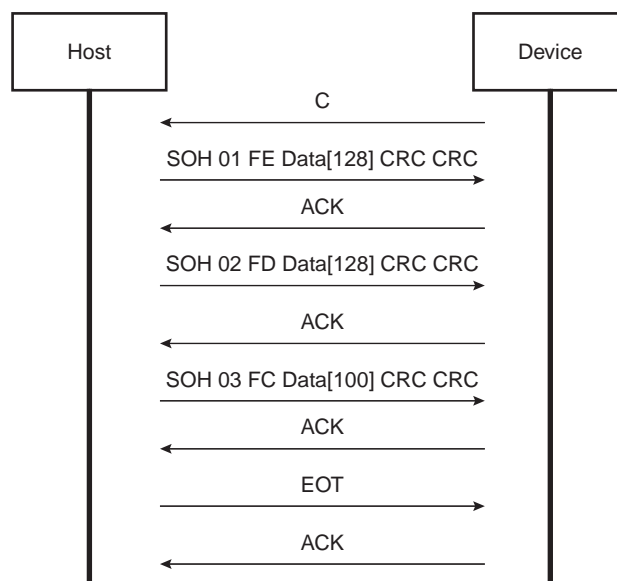 Host
Device
C
SOH 01 FE Data[128] CRC CRC
ACK
SOH 02 FD Data[128] CRC CRC
ACK
SOH 03 FC Data[100] CRC CRC
ACK
EOT
ACK